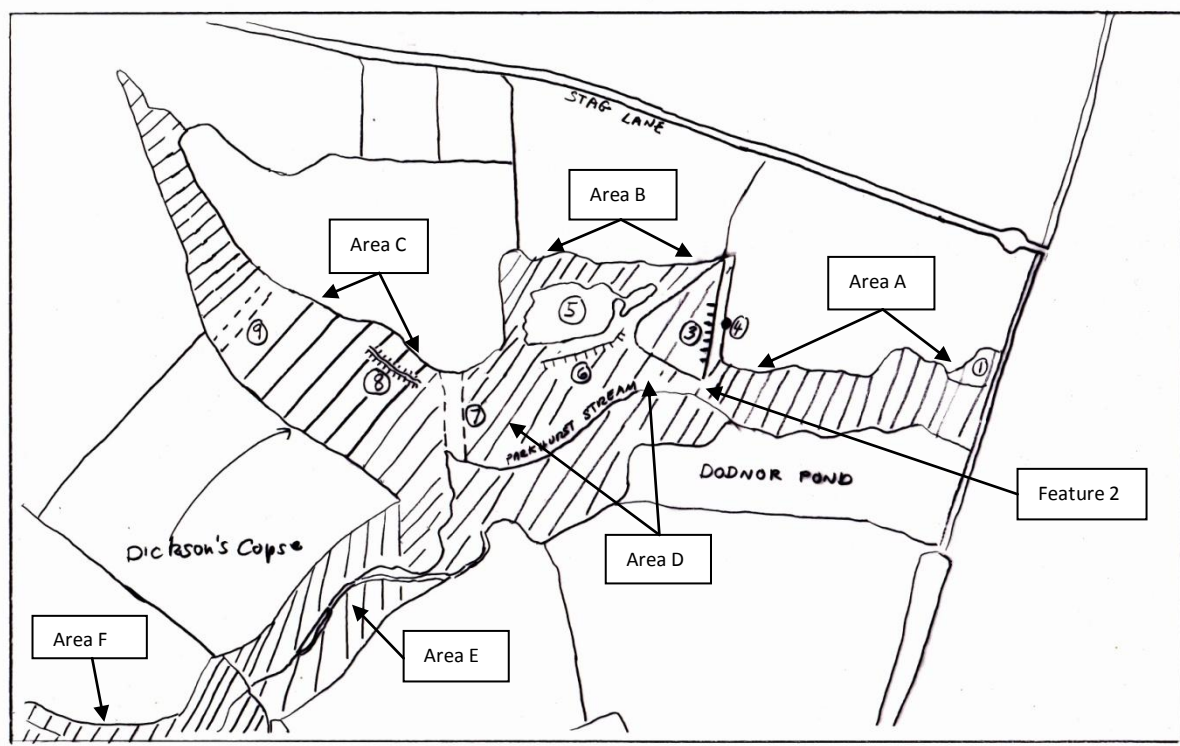 STAG LANE
Area B
Area C
Area A
5
3
4
1
9
6
8
7
PARKHURST STREAM
DODNOR POND
Feature 2
Dickson's Copse
Area D
Area F
Area E